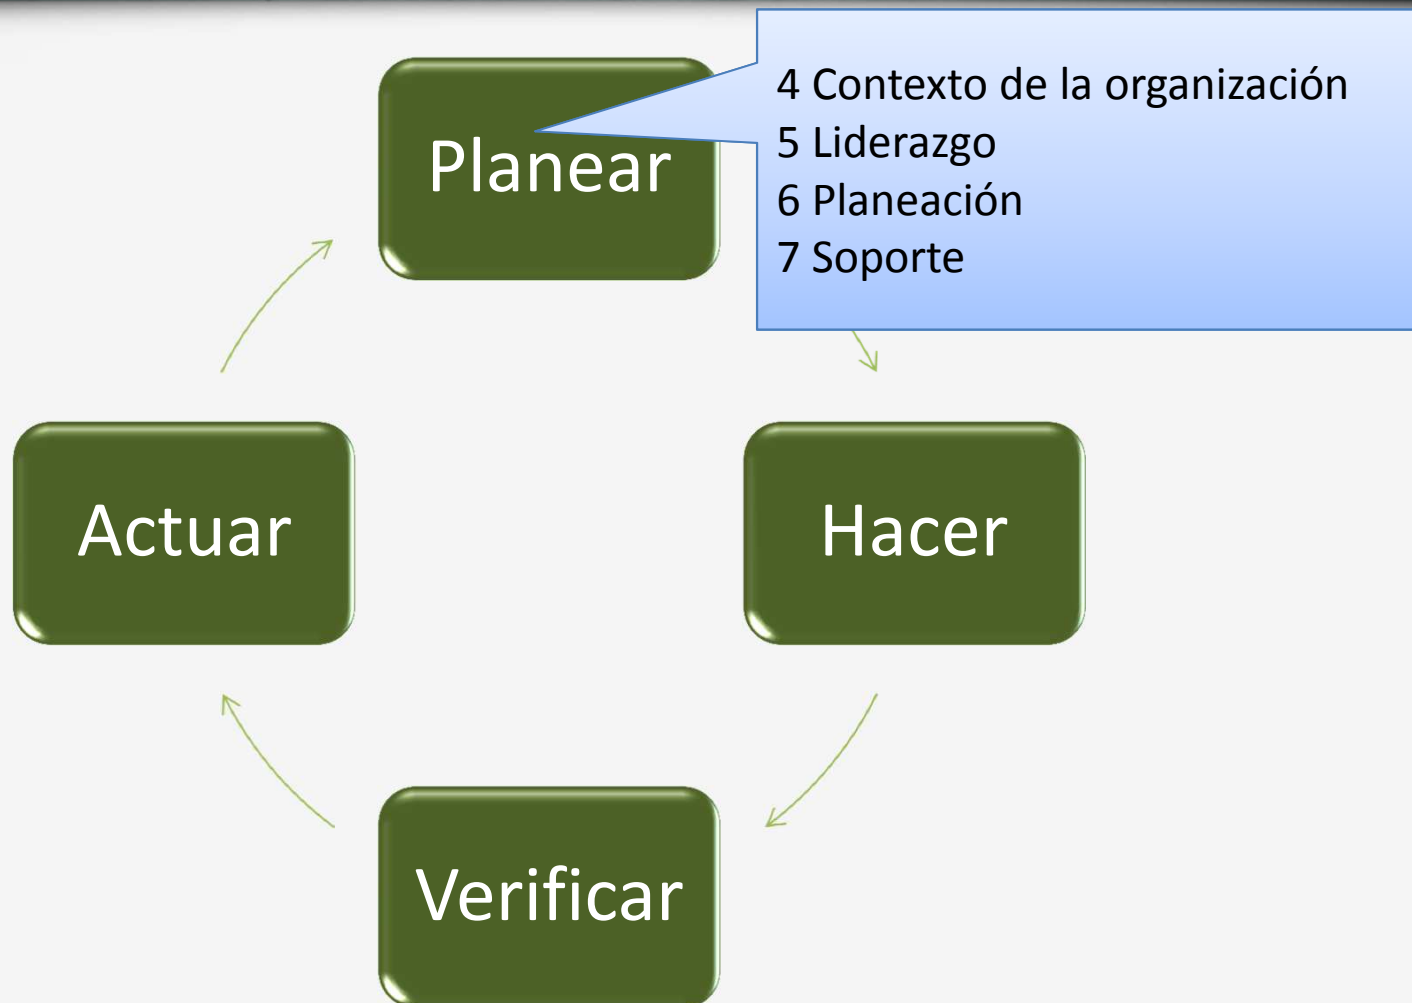 Planear
4 Contexto de la organización
5 Liderazgo
6 Planeación
7 Soporte
Actuar
Hacer
Verificar